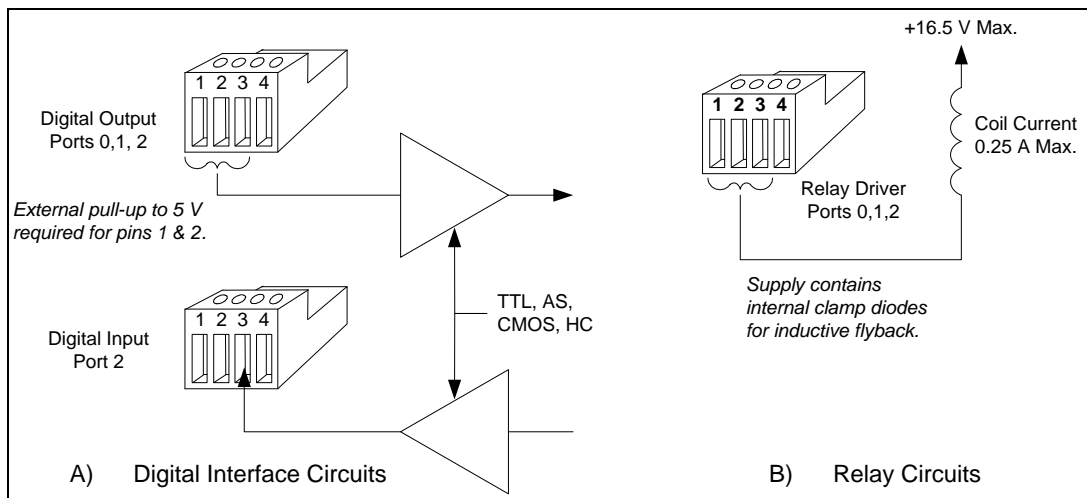 1 2 3 4
Digital Output
Ports 0,1, 2
External pull-up to 5 V
required for pins 1 & 2.
1 2 3 4
Digital Input
Port 2
TTL, AS,
CMOS, HC
A) Digital Interface Circuits
+16.5 V Max.
1 2 3 4
Coil Current
0.25 A Max.
Relay Driver
Ports 0,1,2
Supply contains
internal clamp diodes
for inductive flyback.
B) Relay Circuits